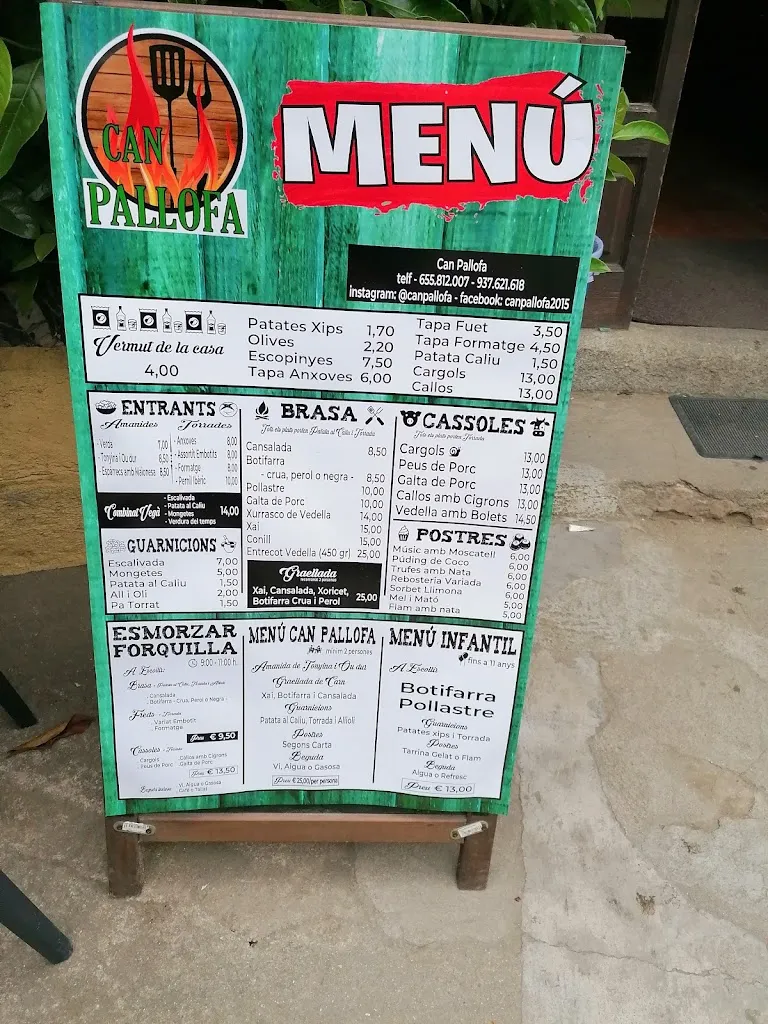 CAN
PALLOFA
MENÚ
Can Pallofa
telf - 655.812.007 - 937.621.618
instagram: @canpallofa - facebook: canpallofa2015
Vermut de la casa
4,00
Patates Xips 1,70
Olives 2,20
Escopinyes 7,50
Tapa Anxoves 6,00
Tapa Fuet 3,50
Tapa Formatge 4,50
Patata Caliu 1,50
Cargols 13,00
Callos 13,00
ENTRANTS
Amanides
- Verda 7,00
- Tonyina i Ou dur 8,50
- Esparrecs amb Maionesa 8,50
Torrades
- Anxoves 8,00
- Assortit Embotits 8,00
- Formatge 8,00
- Pernil Ibèric 10,00
Combinat Vegà
- Escalivada
- Patata al Caliu
- Mongetes
- Verdura del temps
14,00
GUARNICIONS
Escalivada 7,00
Mongetes 5,00
Patata al Caliu 1,50
All i Oli 2,00
Pa Torrat 1,50
BRASA
Tots els plats porten Patata al Caliu i Torrada
Cansalada 8,50
Botifarra
- crua, perol o negra - 8,50
Pollastre 10,00
Galta de Porc 10,00
Xurrasco de Vedella 14,00
Xai 15,00
Conill 15,00
Entrecot Vedella (450 gr) 25,00
Graellada
recomanada 2 persones
Xai, Cansalada, Xoricet,
Botifarra Crua i Perol 25,00
CASSOLES
Tots els plats porten Torrada
Cargols 13,00
Peus de Porc 13,00
Galta de Porc 13,00
Callos amb Cigrons 13,00
Vedella amb Bolets 14,50
POSTRES
Músic amb Moscatell 6,00
Púding de Coco 6,00
Trufes amb Nata 6,00
Rebosteria Variada 6,00
Sorbet Llimona 6,00
Mel i Mató 5,00
Flam amb nata 5,00
ESMORZAR
FORQUILLA
9:00 - 11:00 h.
A Escollir:
Brasa
- Cansalada
- Botifarra - Crua, Perol o Negra -
Freds - Torrada
- Variat Embotit
- Formatge
Preu € 9,50
Cassoles - Torrada
Cargols
Peus de Porc
Callos amb Cigrons
Galta de Porc
Preu € 13,50
Vi, Aigua o Gasosa
Cafè o Tallat
MENÚ CAN PALLOFA
mínim 2 persones
Amanida de Tonyina i Ou dur
Graellada de Carn
Xai, Botifarra i Cansalada
Guarnicions
Patata al Caliu, Torrada i Allioli
Postres
Segons Carta
Beguda
Vi, Aigua o Gasosa
Preu € 25,00/per persona
MENÚ INFANTIL
fins a 11 anys
A Escollir
Botifarra
Pollastre
Guarnicions
Patates xips i Torrada
Postres
Tarrina Gelat o Flam
Beguda
Aigua o Refresc
Preu € 13,00